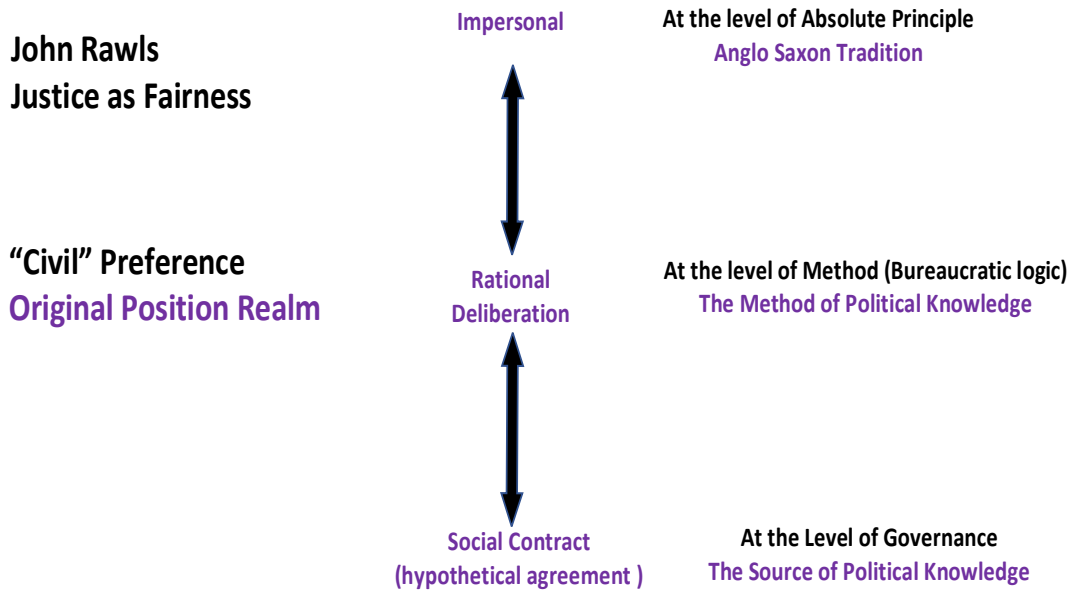 John Rawls
Justice as Fairness
Impersonal
At the level of Absolute Principle
Anglo Saxon Tradition
“Civil” Preference
Original Position Realm
Rational
Deliberation
At the level of Method (Bureaucratic logic)
The Method of Political Knowledge
Social Contract
(hypothetical agreement )
At the Level of Governance
The Source of Political Knowledge